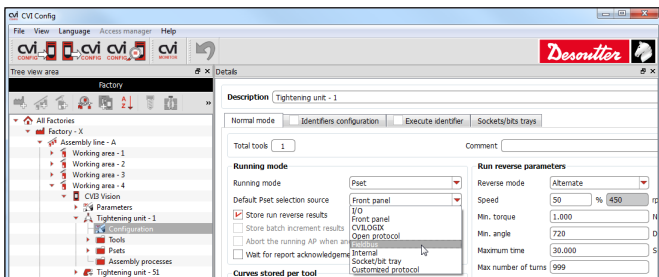 CVI Config
File View Language Access manager Help
cvi CONFIG cvi CONFIG cvi CONFIG cvi MONITOR Desoutter
Tree view area
Details
Factory
»
Description Tightening unit - 1
Normal mode Identifiers configuration Execute identifier Sockets/bits trays
All Factories
Factory - X
Assembly line - A
Working area - 1
Working area - 2
Working area - 3
Working area - 4
CVI3 Vision
Parameters
Tightening unit - 1
Configuration
Tools
Psets
Assembly processes
Tightening unit - 51
Total tools 1
Comment
Running mode
Running mode Pset
Default Pset selection source Front panel
I/O
Front panel
CVILOGIX
Open protocol
Fieldbus
Internal
Socket/bit tray
Customized protocol
Store run reverse results
Store batch increment results
Abort the running AP when an
Wait for report acknowledgeme
Curves stored per tool
Run reverse parameters
Reverse mode Alternate
Speed 50 % 450 rp
Min. torque 1.000 N
Min. angle 720 D
Maximum time 30.000 S
Max number of turns 999